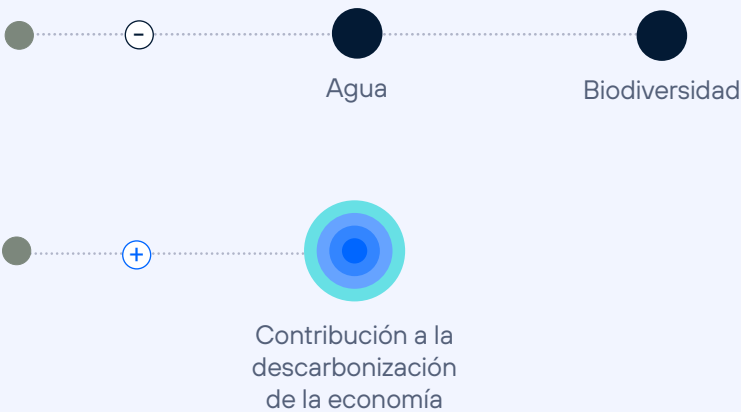 −
Agua
Biodiversidad
+
Contribución a la
descarbonización
de la economía